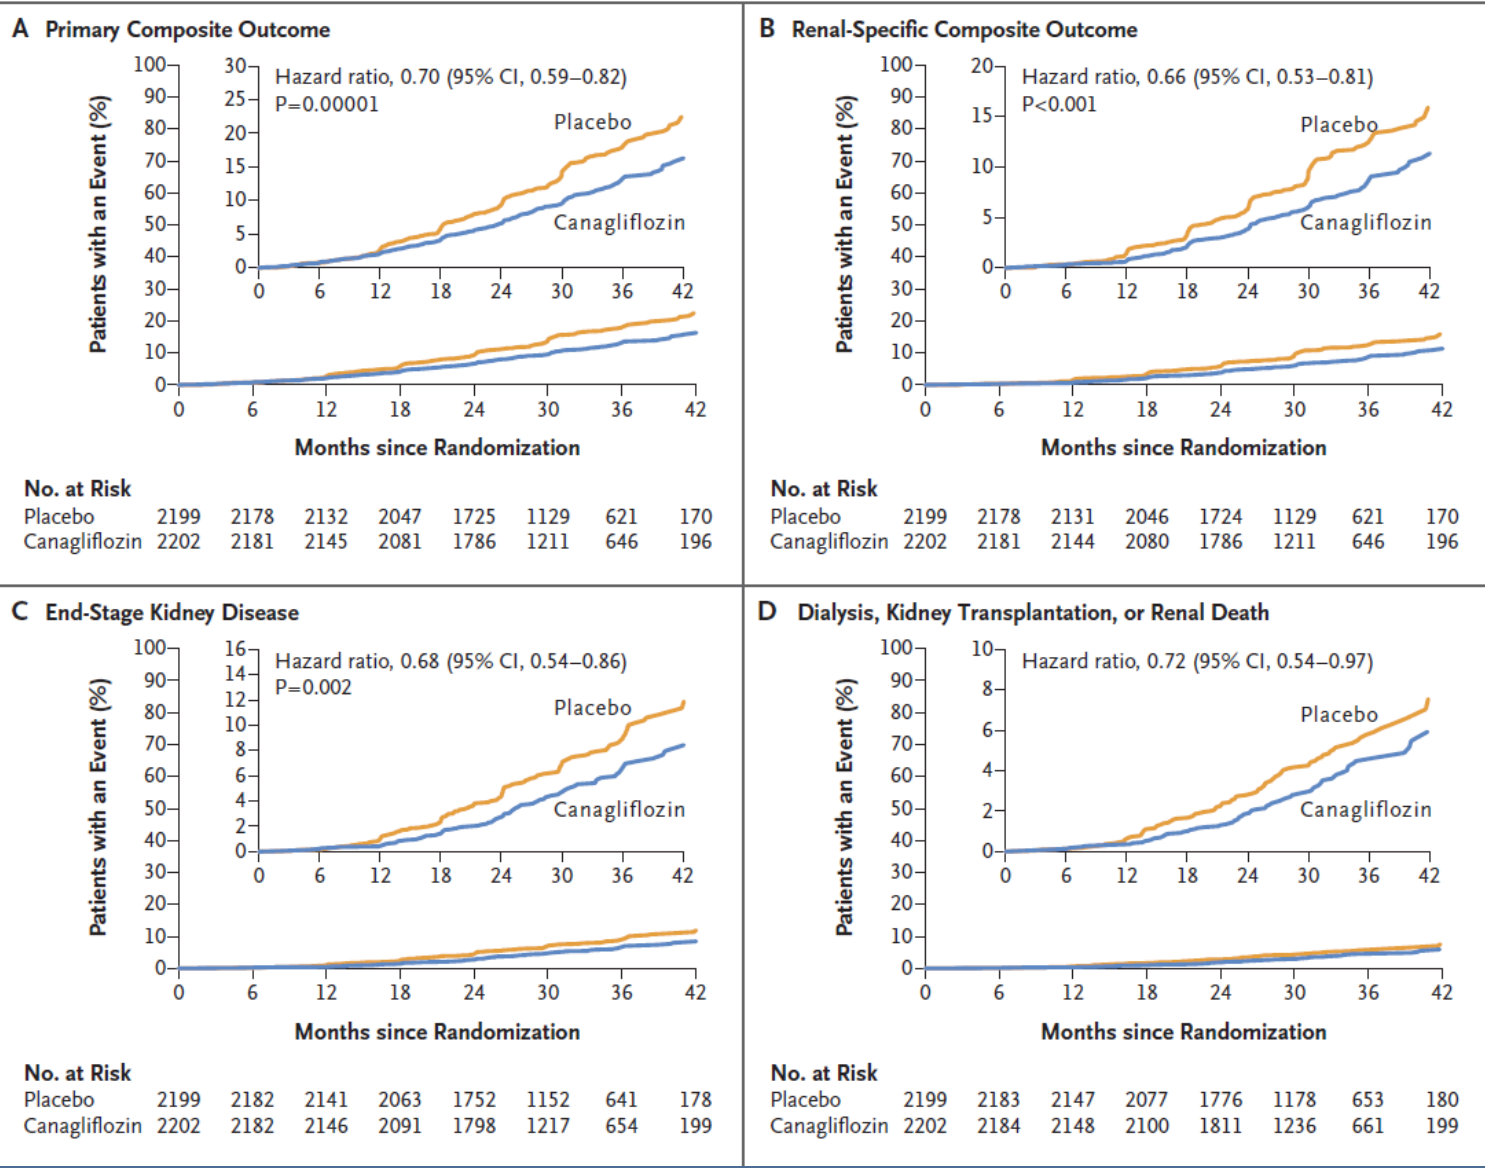 A Primary Composite Outcome
Patients with an Event (%)
100
90
80
70
60
50
40
30
20
10
0
30
25
20
15
10
5
0
Hazard ratio, 0.70 (95% CI, 0.59–0.82)
P=0.00001
Placebo
Canagliflozin
0 6 12 18 24 30 36 42
0 6 12 18 24 30 36 42
Months since Randomization
No. at Risk
Placebo 2199 2178 2132 2047 1725 1129 621 170
Canagliflozin 2202 2181 2145 2081 1786 1211 646 196
B Renal-Specific Composite Outcome
Patients with an Event (%)
100
90
80
70
60
50
40
30
20
10
0
20
15
10
5
0
Hazard ratio, 0.66 (95% CI, 0.53–0.81)
P<0.001
Placebo
Canagliflozin
0 6 12 18 24 30 36 42
0 6 12 18 24 30 36 42
Months since Randomization
No. at Risk
Placebo 2199 2178 2131 2046 1724 1129 621 170
Canagliflozin 2202 2181 2144 2080 1786 1211 646 196
C End-Stage Kidney Disease
Patients with an Event (%)
100
90
80
70
60
50
40
30
20
10
0
16
14
12
10
8
6
4
2
0
Hazard ratio, 0.68 (95% CI, 0.54–0.86)
P=0.002
Placebo
Canagliflozin
0 6 12 18 24 30 36 42
0 6 12 18 24 30 36 42
Months since Randomization
No. at Risk
Placebo 2199 2182 2141 2063 1752 1152 641 178
Canagliflozin 2202 2182 2146 2091 1798 1217 654 199
D Dialysis, Kidney Transplantation, or Renal Death
Patients with an Event (%)
100
90
80
70
60
50
40
30
20
10
0
10
8
6
4
2
0
Hazard ratio, 0.72 (95% CI, 0.54–0.97)
Placebo
Canagliflozin
0 6 12 18 24 30 36 42
0 6 12 18 24 30 36 42
Months since Randomization
No. at Risk
Placebo 2199 2183 2147 2077 1776 1178 653 180
Canagliflozin 2202 2184 2148 2100 1811 1236 661 199